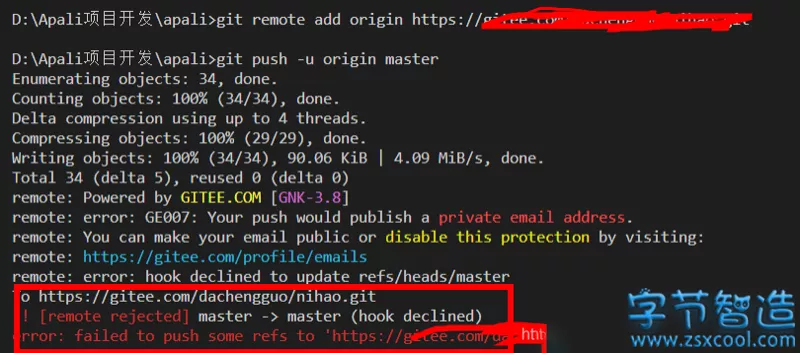 D:\Apali项目开发\apali>git remote add origin https://gitee.com
D:\Apali项目开发\apali>git push -u origin master
Enumerating objects: 34, done.
Counting objects: 100% (34/34), done.
Delta compression using up to 4 threads.
Compressing objects: 100% (29/29), done.
Writing objects: 100% (34/34), 90.06 KiB | 4.09 MiB/s, done.
Total 34 (delta 5), reused 0 (delta 0)
remote: Powered by GITEE.COM [GNK-3.8]
remote: error: GE007: Your push would publish a private email address.
remote: You can make your email public or disable this protection by visiting:
remote: https://gitee.com/profile/emails
remote: error: hook declined to update refs/heads/master
To https://gitee.com/dachengguo/nihao.git
! [remote rejected] master -> master (hook declined)
error: failed to push some refs to 'https://gitee.com/da
字节智造
www.zsxcool.com